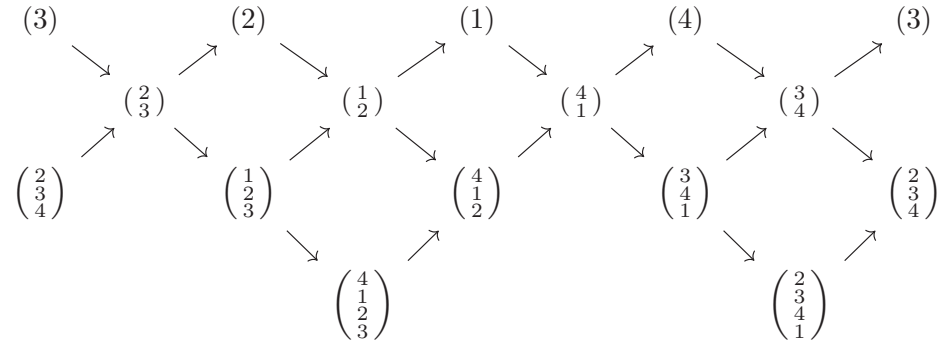 (3) (2) (1) (4) (3)
(2 3) (1 2) (4 1) (3 4)
(2 3 4) (1 2 3) (4 1 2) (3 4 1) (2 3 4)
(4 1 2 3) (2 3 4 1)